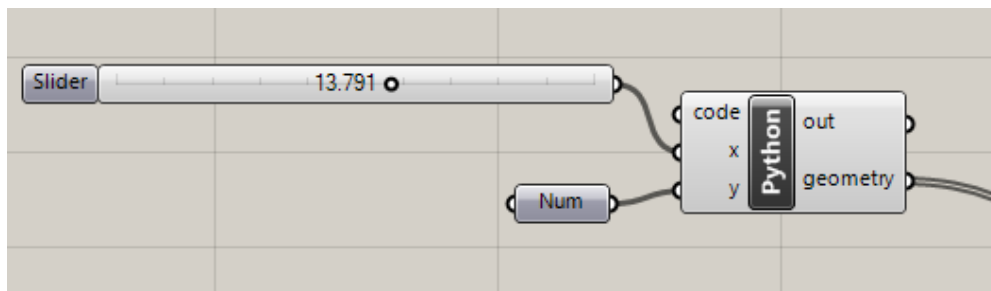 Slider 13.791
code
x
y
Python
out
geometry
Num